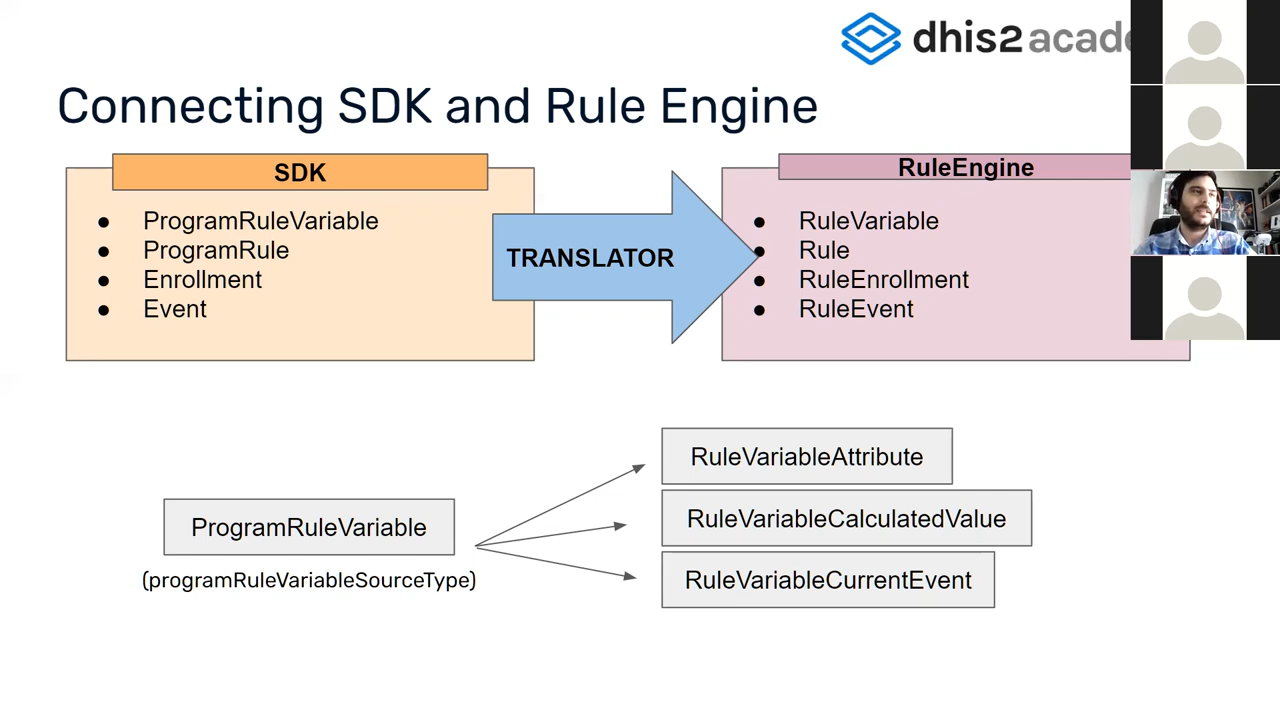 dhis2 acade
Connecting SDK and Rule Engine
SDK
● ProgramRuleVariable
● ProgramRule
● Enrollment
● Event
TRANSLATOR
RuleEngine
● RuleVariable
● Rule
● RuleEnrollment
● RuleEvent
ProgramRuleVariable
(programRuleVariableSourceType)
RuleVariableAttribute
RuleVariableCalculatedValue
RuleVariableCurrentEvent